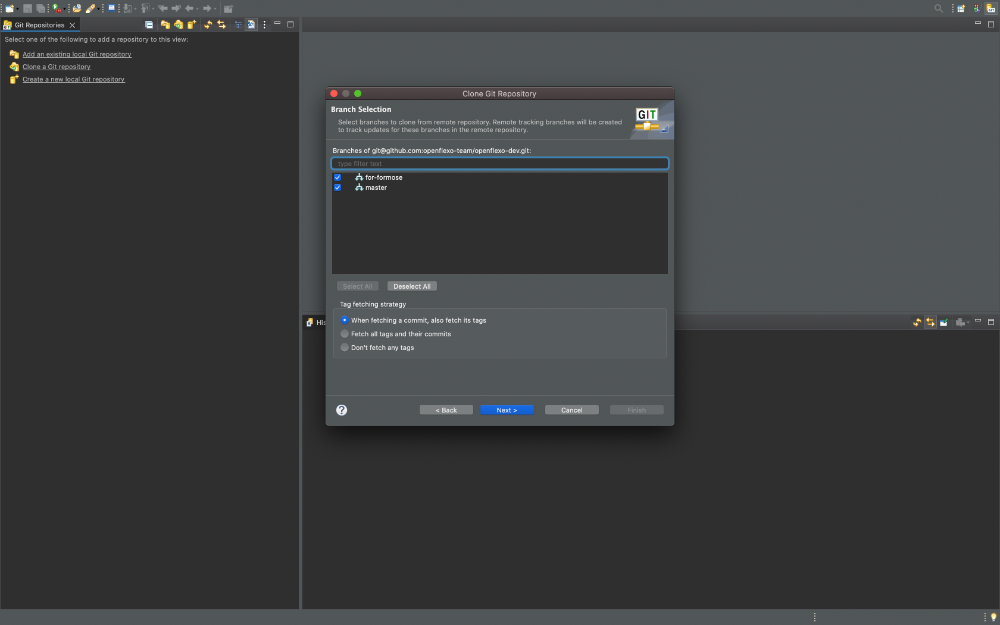 Git Repositories
Select one of the following to add a repository to this view:
Add an existing local Git repository
Clone a Git repository
Create a new local Git repository
Clone Git Repository
Branch Selection
Select branches to clone from remote repository. Remote tracking branches will be created
to track updates for these branches in the remote repository.
GIT
Branches of git@github.com:openflexo-team/openflexo-dev.git:
type filter text
for-formose
master
Select All
Deselect All
Tag fetching strategy
When fetching a commit, also fetch its tags
Fetch all tags and their commits
Don't fetch any tags
His
< Back
Next >
Cancel
Finish